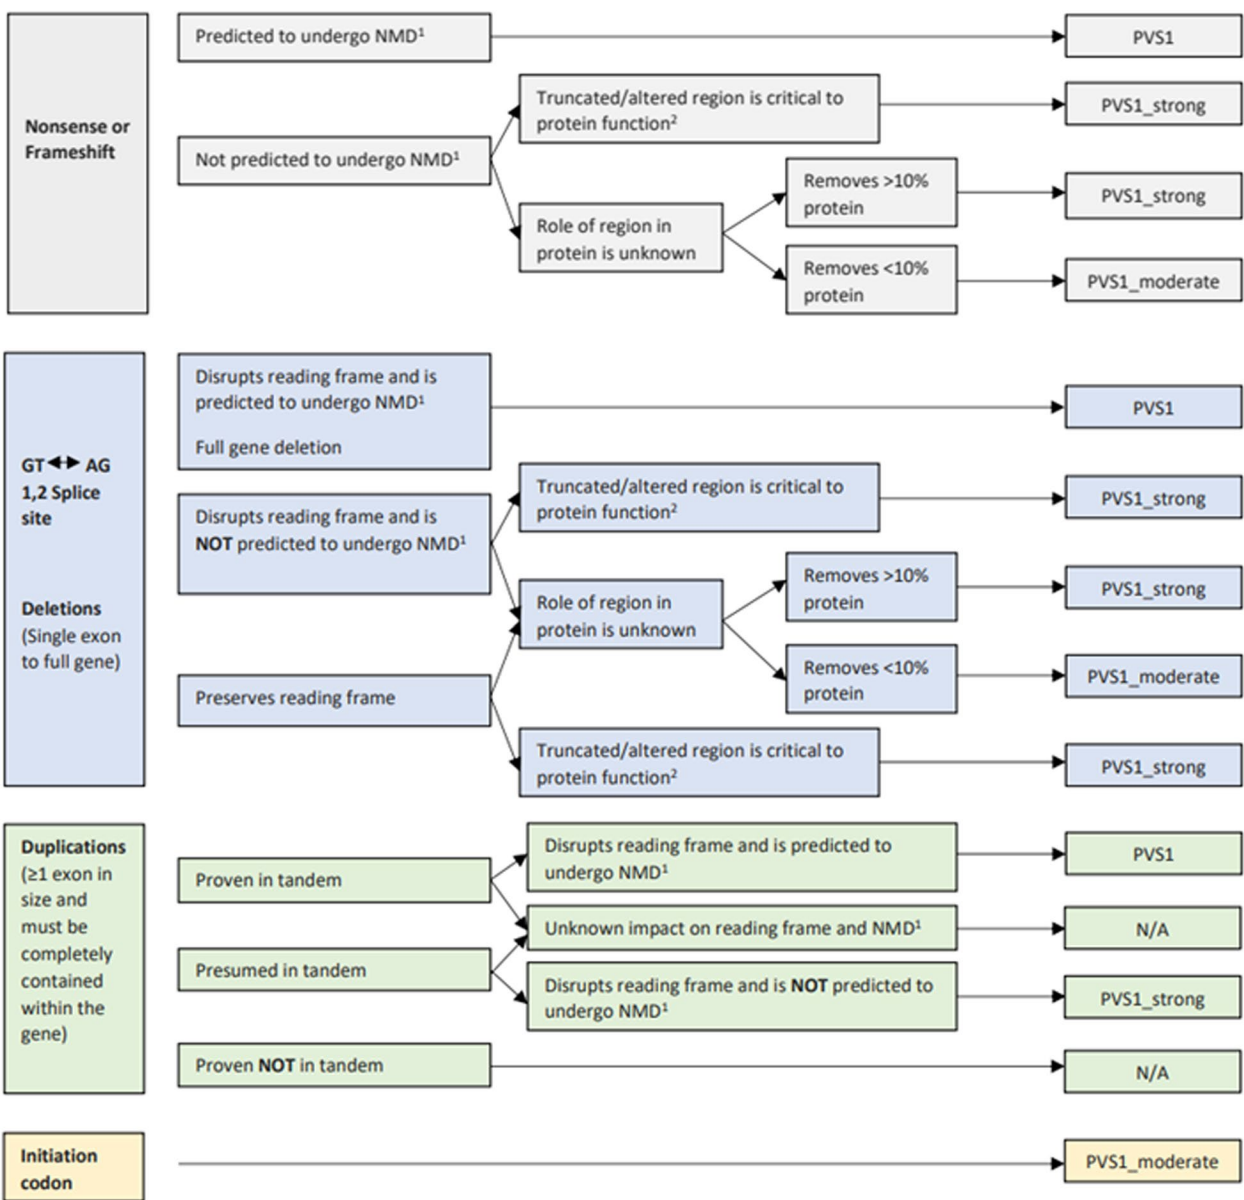 Nonsense or
Frameshift
Predicted to undergo NMD¹
PVS1
Not predicted to undergo NMD¹
Truncated/altered region is critical to
protein function²
PVS1_strong
Role of region in
protein is unknown
Removes >10%
protein
PVS1_strong
Removes <10%
protein
PVS1_moderate
GT AG
1,2 Splice
site
Deletions
(Single exon
to full gene)
Disrupts reading frame and is
predicted to undergo NMD¹
Full gene deletion
PVS1
Disrupts reading frame and is
NOT predicted to undergo NMD¹
Truncated/altered region is critical to
protein function²
PVS1_strong
Role of region in
protein is unknown
Removes >10%
protein
PVS1_strong
Removes <10%
protein
PVS1_moderate
Preserves reading frame
Truncated/altered region is critical to
protein function²
PVS1_strong
Duplications
(≥1 exon in
size and
must be
completely
contained
within the
gene)
Proven in tandem
Disrupts reading frame and is predicted to
undergo NMD¹
PVS1
Unknown impact on reading frame and NMD¹
N/A
Presumed in tandem
Disrupts reading frame and is NOT predicted to
undergo NMD¹
PVS1_strong
Proven NOT in tandem
N/A
Initiation
codon
PVS1_moderate